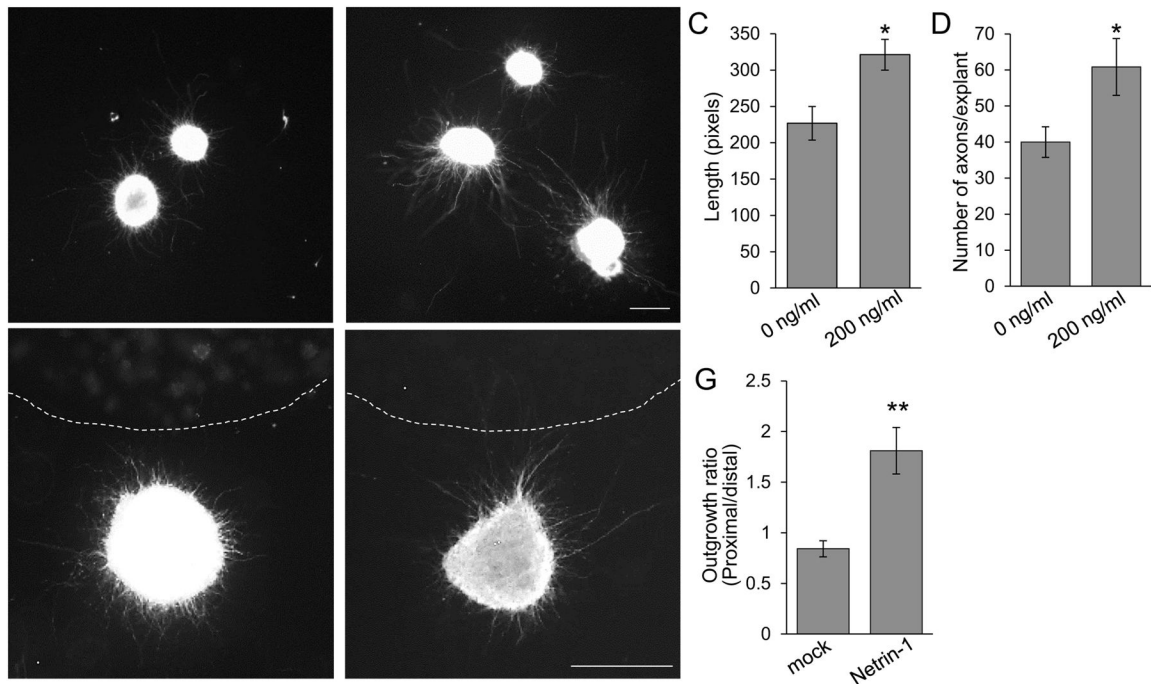 C
Length (pixels)
350
300
250
200
150
100
50
0
*
0 ng/ml
200 ng/ml
D
Number of axons/explant
70
60
50
40
30
20
10
0
*
0 ng/ml
200 ng/ml
G
Outgrowth ratio
(Proximal/distal)
2.5
2
1.5
1
0.5
0
**
mock
Netrin-1